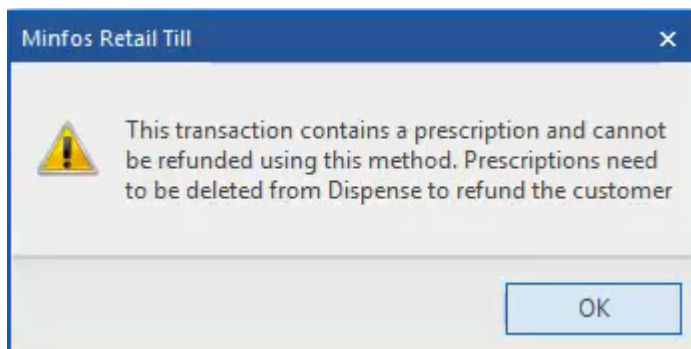 Minfos Retail Till
This transaction contains a prescription and cannot
be refunded using this method. Prescriptions need
to be deleted from Dispense to refund the customer
OK